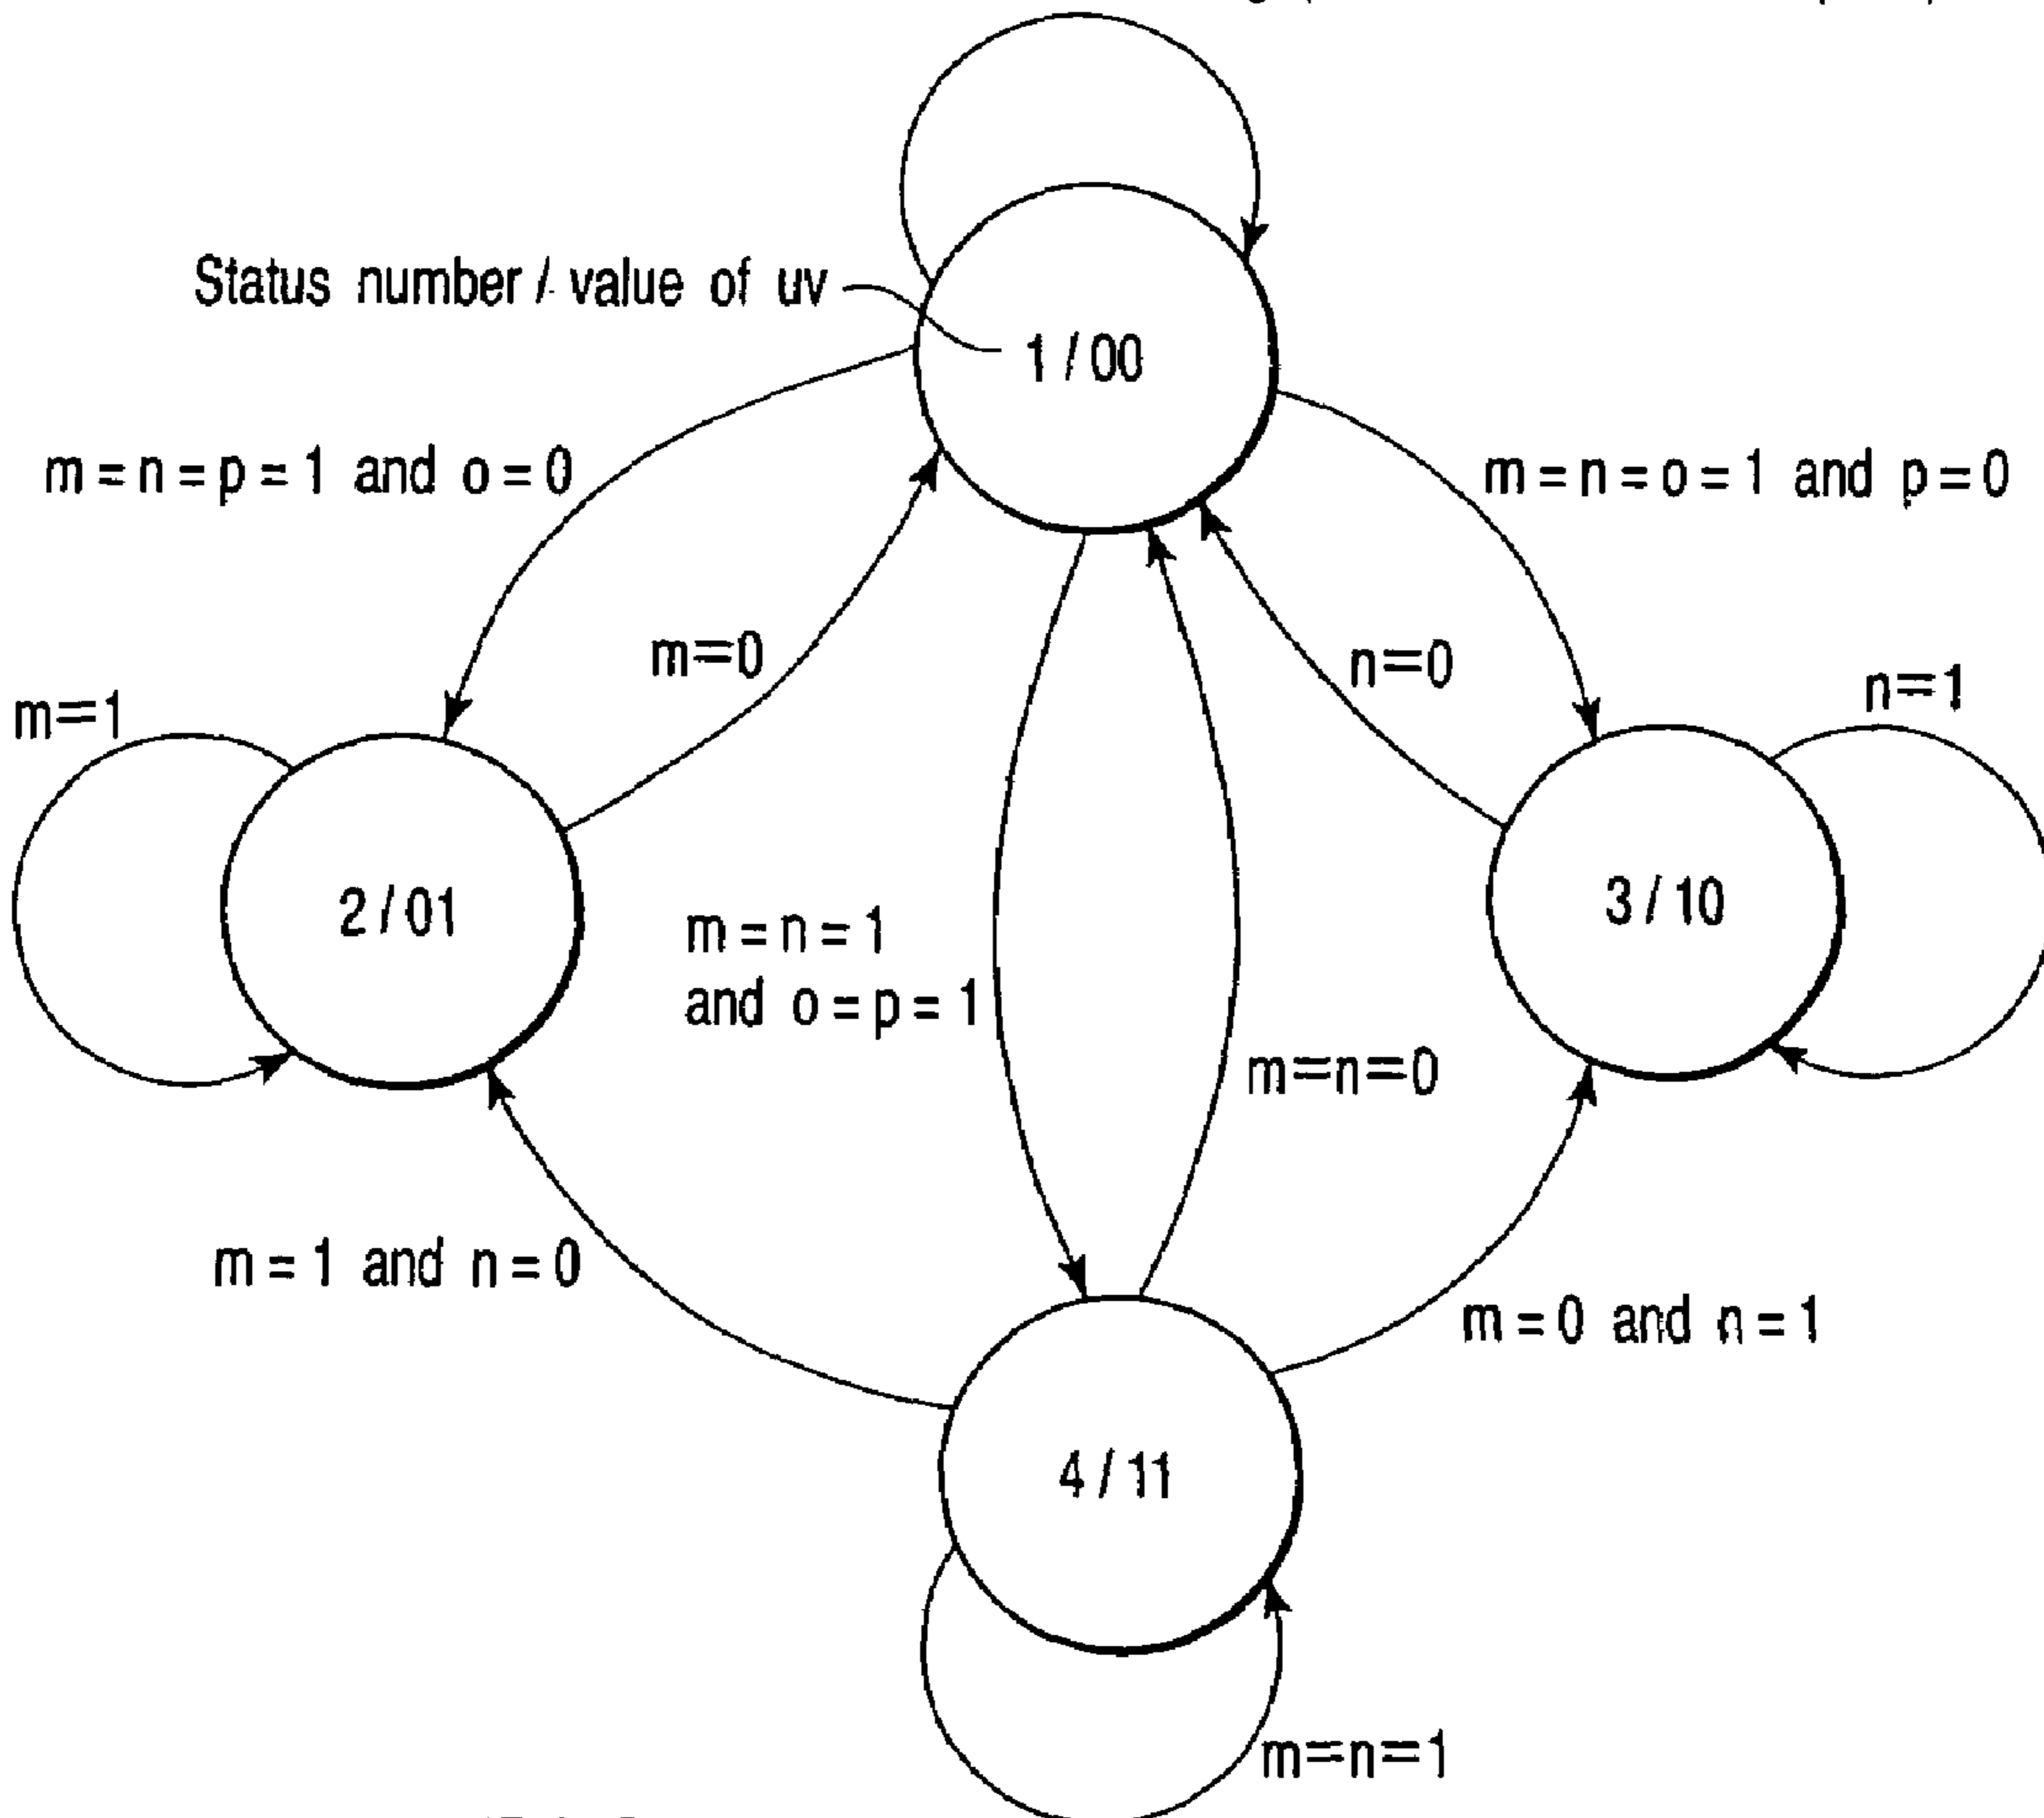 Status number / value of uv
1 / 00
m = n = p = 1 and o = 0
m = n = o = 1 and p = 0
m=0
n=0
m=1
n=1
2 / 01
3 / 10
m = n = 1
and o = p = 1
m=n=0
m = 1 and n = 0
m = 0 and n = 1
4 / 11
m=n=1